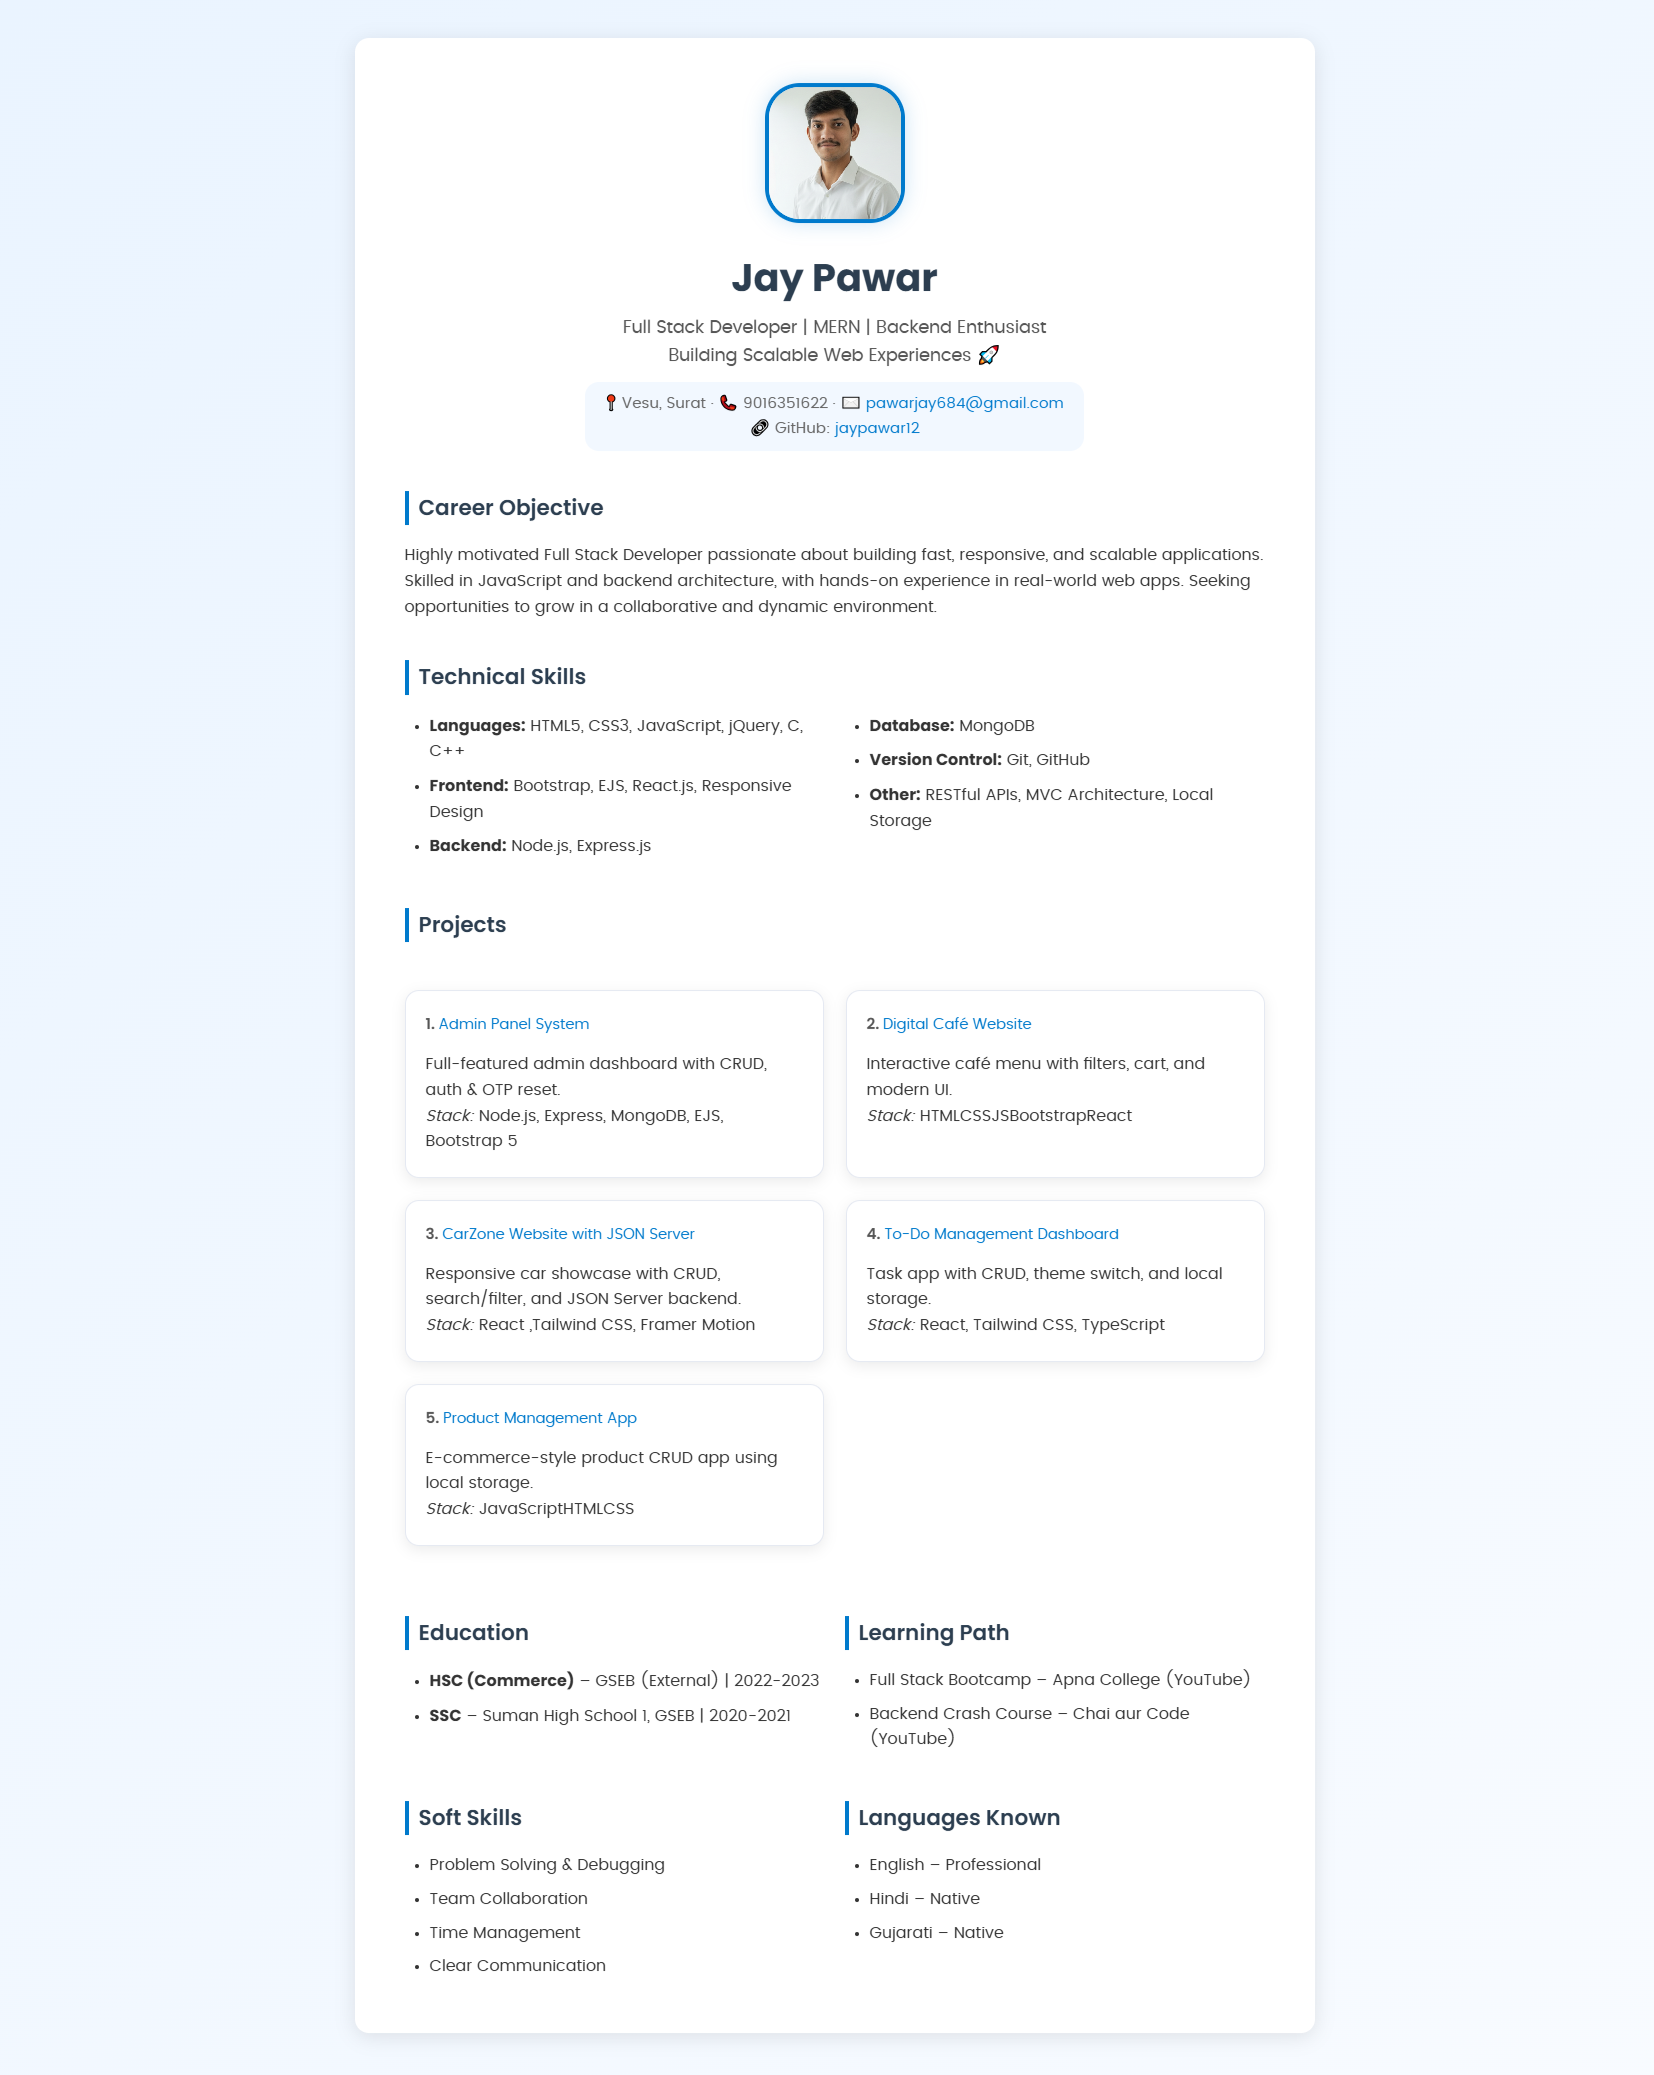 Jay Pawar
Full Stack Developer | MERN | Backend Enthusiast
Building Scalable Web Experiences 🚀
📍Vesu, Surat · 📞 9016351622 · ✉️ pawarjay684@gmail.com
🔗 GitHub: jaypawar12
Career Objective
Highly motivated Full Stack Developer passionate about building fast, responsive, and scalable applications.
Skilled in JavaScript and backend architecture, with hands-on experience in real-world web apps. Seeking
opportunities to grow in a collaborative and dynamic environment.
Technical Skills
• Languages: HTML5, CSS3, JavaScript, jQuery, C,
C++
• Frontend: Bootstrap, EJS, React.js, Responsive
Design
• Backend: Node.js, Express.js
• Database: MongoDB
• Version Control: Git, GitHub
• Other: RESTful APIs, MVC Architecture, Local
Storage
Projects
1. Admin Panel System
Full-featured admin dashboard with CRUD,
auth & OTP reset.
Stack: Node.js, Express, MongoDB, EJS,
Bootstrap 5
2. Digital Café Website
Interactive café menu with filters, cart, and
modern UI.
Stack: HTMLCSSJSBootstrapReact
3. CarZone Website with JSON Server
Responsive car showcase with CRUD,
search/filter, and JSON Server backend.
Stack: React ,Tailwind CSS, Framer Motion
4. To-Do Management Dashboard
Task app with CRUD, theme switch, and local
storage.
Stack: React, Tailwind CSS, TypeScript
5. Product Management App
E-commerce-style product CRUD app using
local storage.
Stack: JavaScriptHTMLCSS
Education
• HSC (Commerce) – GSEB (External) | 2022-2023
• SSC – Suman High School 1, GSEB | 2020-2021
Learning Path
• Full Stack Bootcamp – Apna College (YouTube)
• Backend Crash Course – Chai aur Code
(YouTube)
Soft Skills
• Problem Solving & Debugging
• Team Collaboration
• Time Management
• Clear Communication
Languages Known
• English – Professional
• Hindi – Native
• Gujarati – Native